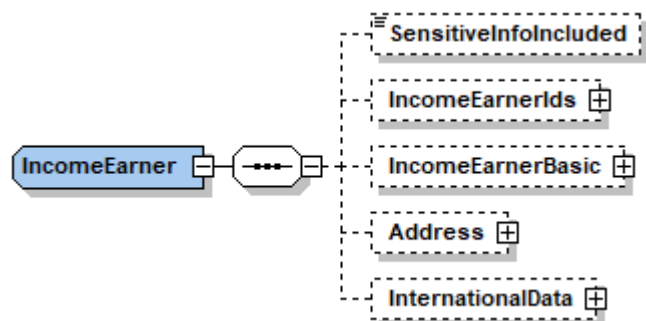 SensitiveInfoIncluded
IncomeEarnerIds
IncomeEarner
IncomeEarnerBasic
Address
InternationalData